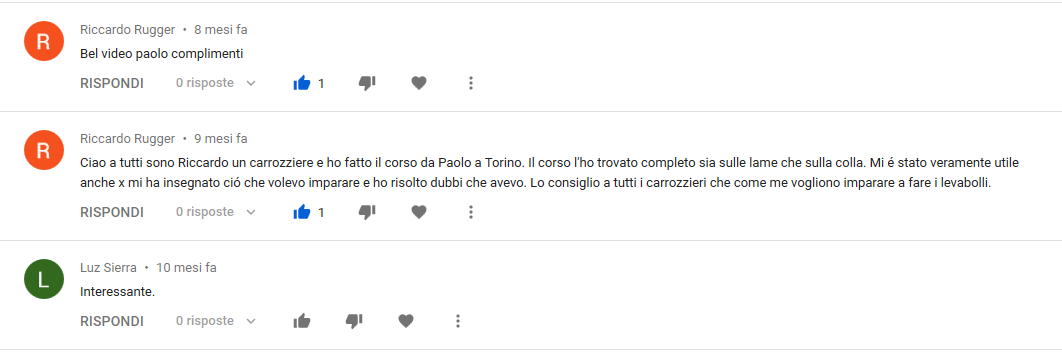 R
Riccardo Rugger • 8 mesi fa
Bel video paolo complimenti
RISPONDI 0 risposte 1
R
Riccardo Rugger • 9 mesi fa
Ciao a tutti sono Riccardo un carrozziere e ho fatto il corso da Paolo a Torino. Il corso l'ho trovato completo sia sulle lame che sulla colla. Mi é stato veramente utile
anche x mi ha insegnato ció che volevo imparare e ho risolto dubbi che avevo. Lo consiglio a tutti i carrozzieri che come me vogliono imparare a fare i levabolli.
RISPONDI 0 risposte 1
L
Luz Sierra • 10 mesi fa
Interessante.
RISPONDI 0 risposte